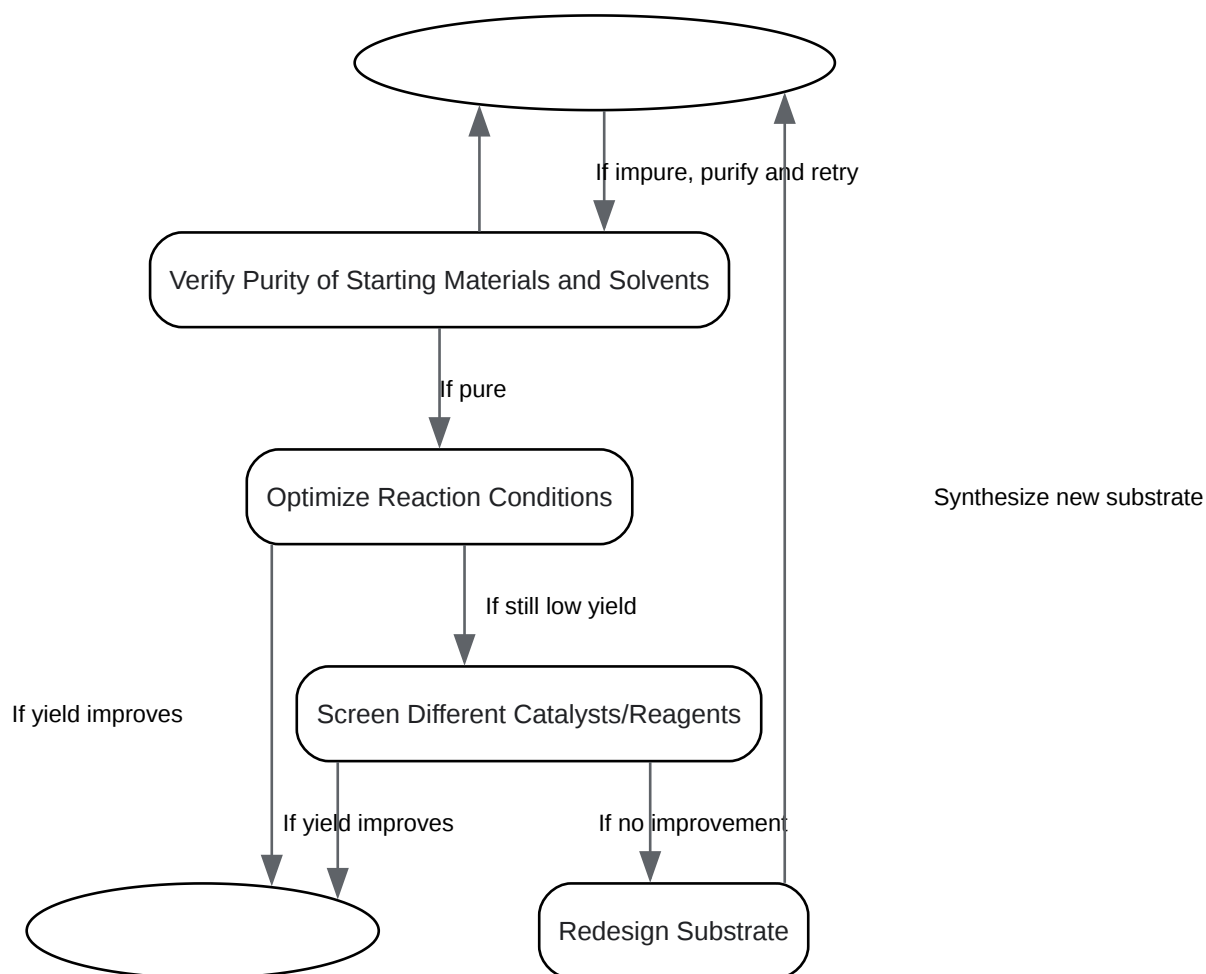 If impure, purify and retry
Verify Purity of Starting Materials and Solvents
If pure
Optimize Reaction Conditions
Synthesize new substrate
If still low yield
If yield improves
Screen Different Catalysts/Reagents
If yield improves
If no improvement
Redesign Substrate